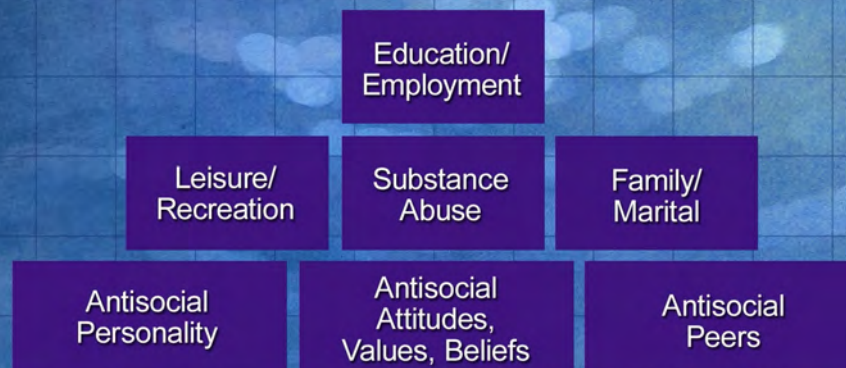 Education/
Employment
Leisure/
Recreation
Substance
Abuse
Family/
Marital
Antisocial
Personality
Antisocial
Attitudes,
Values, Beliefs
Antisocial
Peers